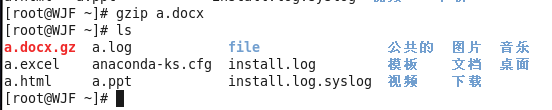 [root@WJF ~]# gzip a.docx
[root@WJF ~]# ls
a.docx.gz a.log file 公共的 图片 音乐
a.excel anaconda-ks.cfg install.log 模板 文档 桌面
a.html a.ppt install.log.syslog 视频 下载
[root@WJF ~]#